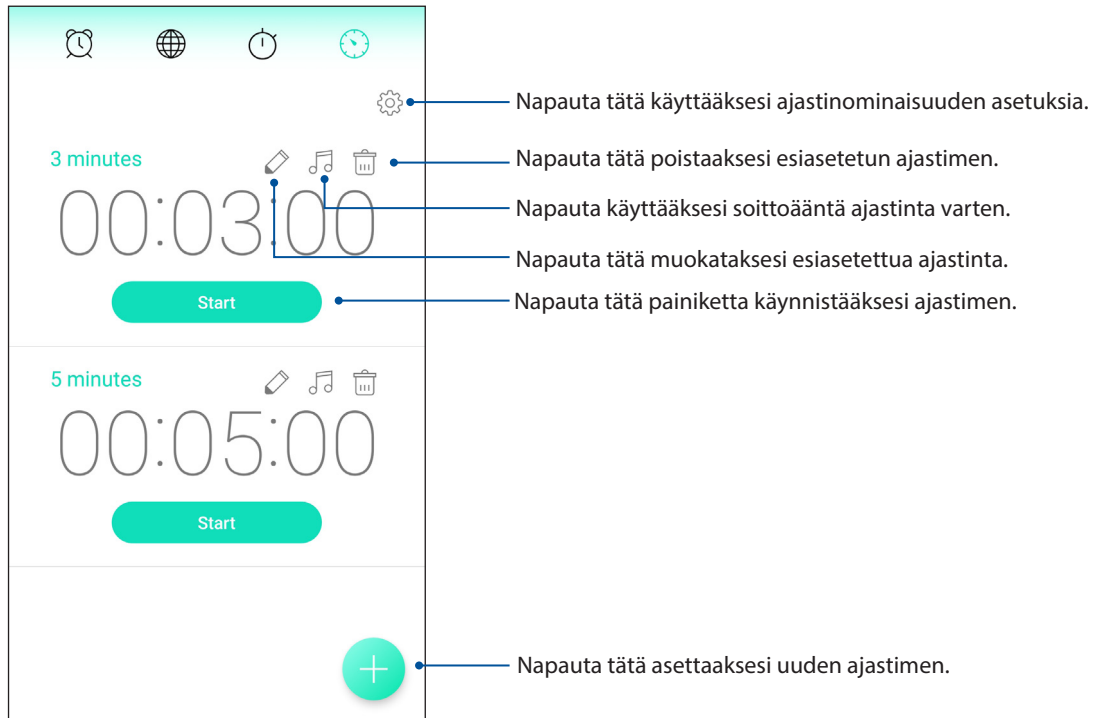 Napauta tätä käyttääksesi ajastinominaisuuden asetuksia.
3 minutes
Napauta tätä poistaaksesi esiasetetun ajastimen.
00:03:00
Napauta käyttääksesi soittoääntä ajastinta varten.
Napauta tätä muokataksesi esiasetettua ajastinta.
Start
Napauta tätä painiketta käynnistääksesi ajastimen.
5 minutes
00:05:00
Start
Napauta tätä asettaaksesi uuden ajastimen.